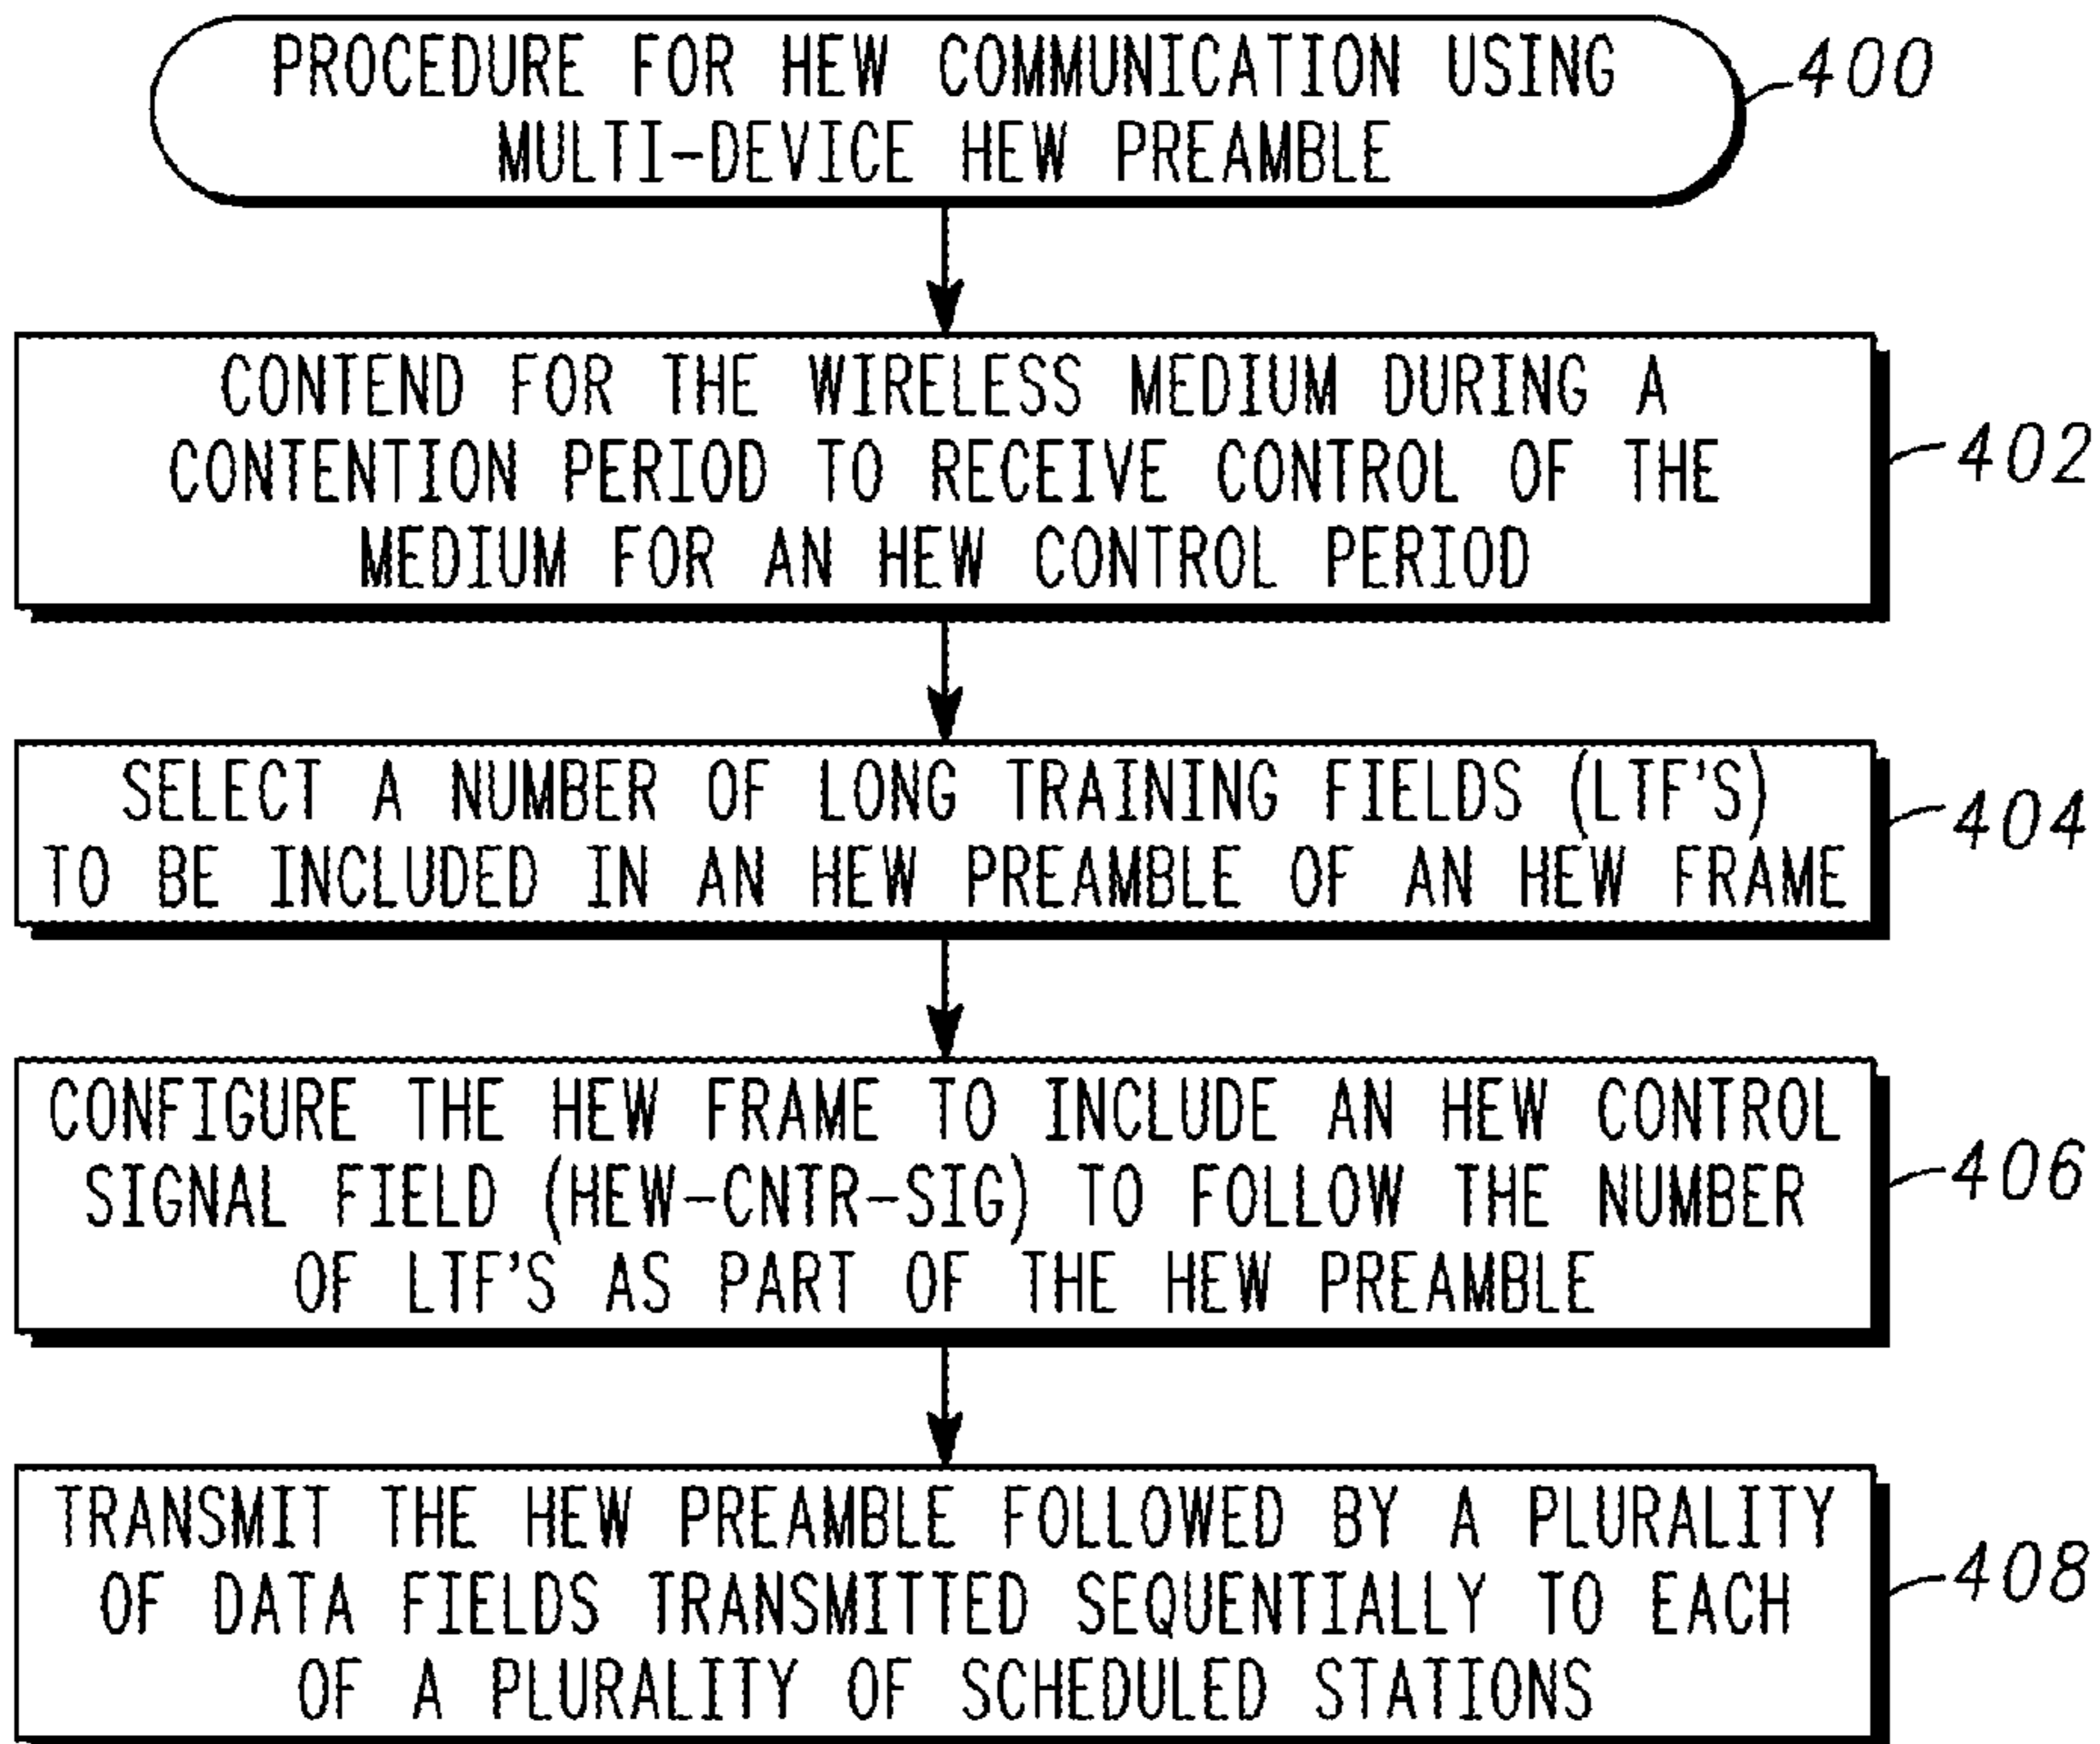 PROCEDURE FOR HEW COMMUNICATION USING
MULTI-DEVICE HEW PREAMBLE
400
CONTEND FOR THE WIRELESS MEDIUM DURING A
CONTENTION PERIOD TO RECEIVE CONTROL OF THE
MEDIUM FOR AN HEW CONTROL PERIOD
402
SELECT A NUMBER OF LONG TRAINING FIELDS (LTF'S)
TO BE INCLUDED IN AN HEW PREAMBLE OF AN HEW FRAME
404
CONFIGURE THE HEW FRAME TO INCLUDE AN HEW CONTROL
SIGNAL FIELD (HEW-CNTR-SIG) TO FOLLOW THE NUMBER
OF LTF'S AS PART OF THE HEW PREAMBLE
406
TRANSMIT THE HEW PREAMBLE FOLLOWED BY A PLURALITY
OF DATA FIELDS TRANSMITTED SEQUENTIALLY TO EACH
OF A PLURALITY OF SCHEDULED STATIONS
408